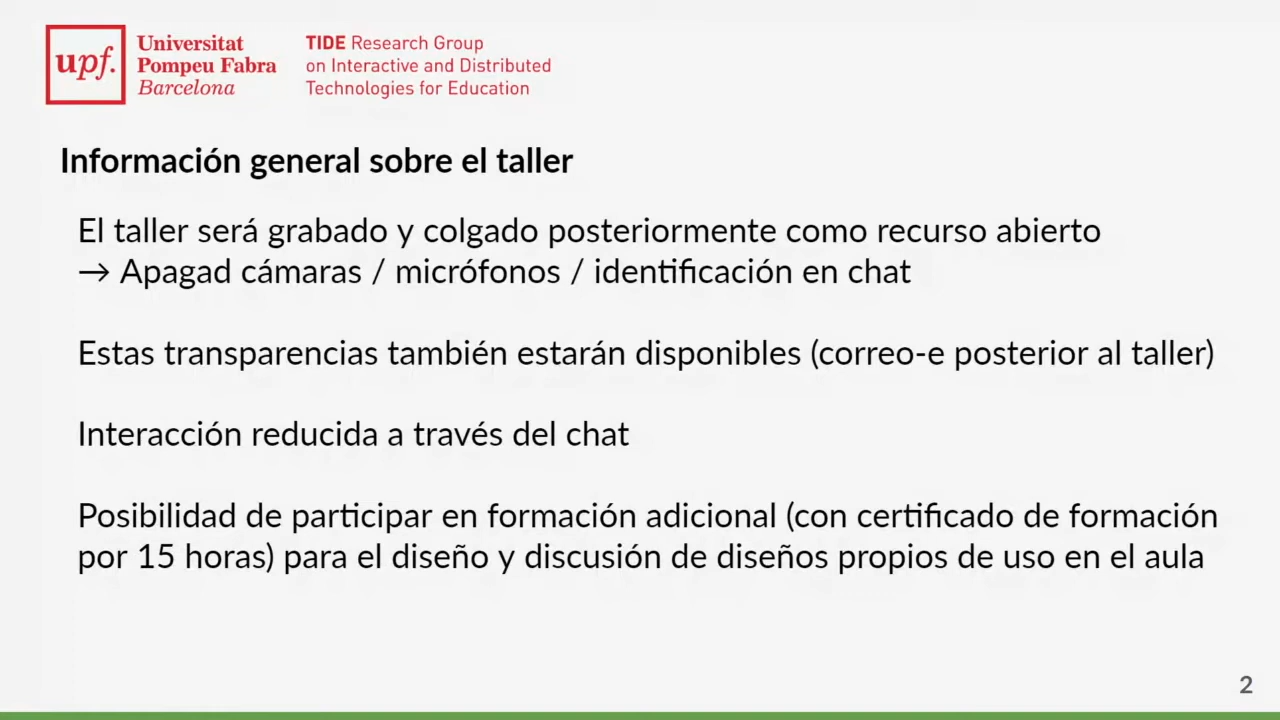 upf.
Universitat
Pompeu Fabra
Barcelona
TIDE Research Group
on Interactive and Distributed
Technologies for Education
Información general sobre el taller
El taller será grabado y colgado posteriormente como recurso abierto
→ Apagad cámaras / micrófonos / identificación en chat
Estas transparencias también estarán disponibles (correo-e posterior al taller)
Interacción reducida a través del chat
Posibilidad de participar en formación adicional (con certificado de formación
por 15 horas) para el diseño y discusión de diseños propios de uso en el aula
2